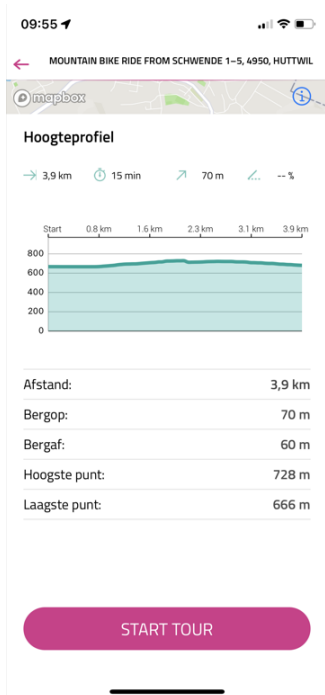 09:55
MOUNTAIN BIKE RIDE FROM SCHWENDE 1–5, 4950, HUTTWIL
mapbox
Hoogteprofiel
3,9 km 15 min 70 m -- %
Start 0.8 km 1.6 km 2.3 km 3.1 km 3.9 km
800
600
400
200
0
Afstand: 3,9 km
Bergop: 70 m
Bergaf: 60 m
Hoogste punt: 728 m
Laagste punt: 666 m
START TOUR